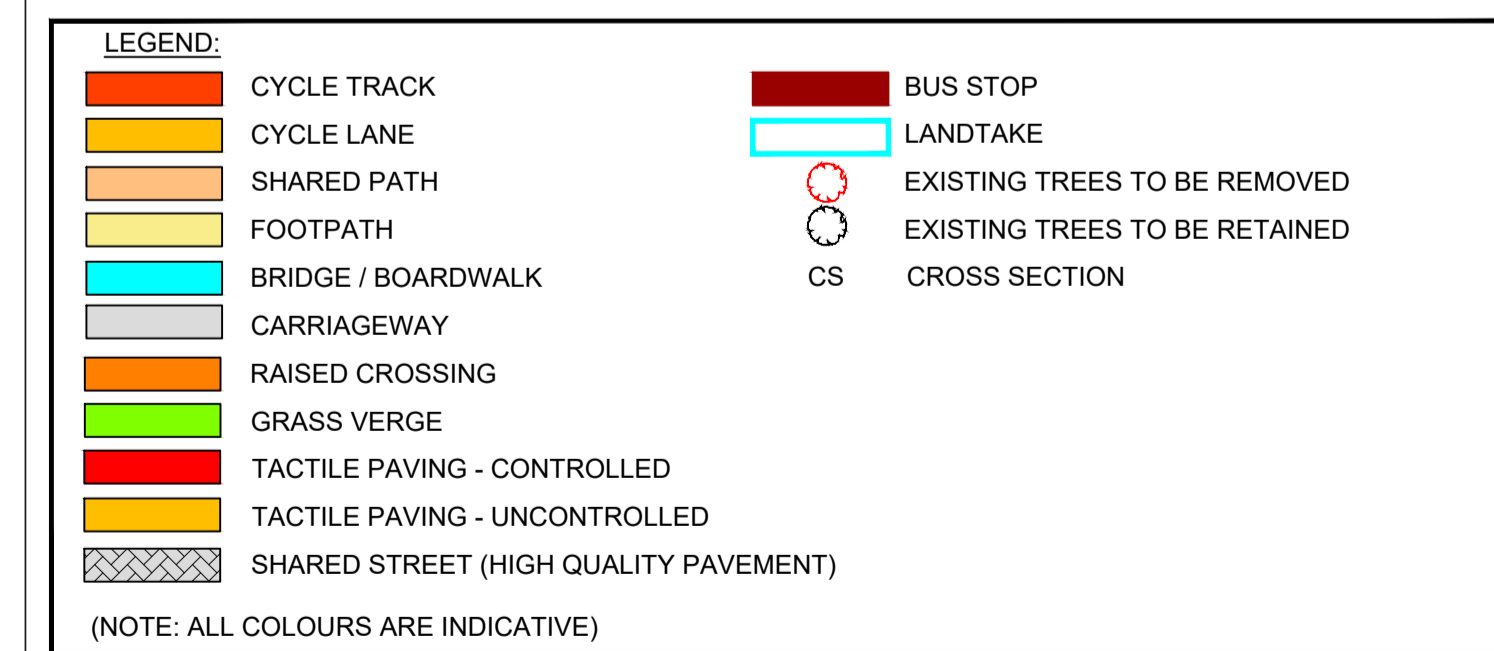 LEGEND:
CYCLE TRACK
CYCLE LANE
SHARED PATH
FOOTPATH
BRIDGE / BOARDWALK
CARRIAGEWAY
RAISED CROSSING
GRASS VERGE
TACTILE PAVING - CONTROLLED
TACTILE PAVING - UNCONTROLLED
SHARED STREET (HIGH QUALITY PAVEMENT)
BUS STOP
LANDTAKE
EXISTING TREES TO BE REMOVED
EXISTING TREES TO BE RETAINED
CS CROSS SECTION
(NOTE: ALL COLOURS ARE INDICATIVE)